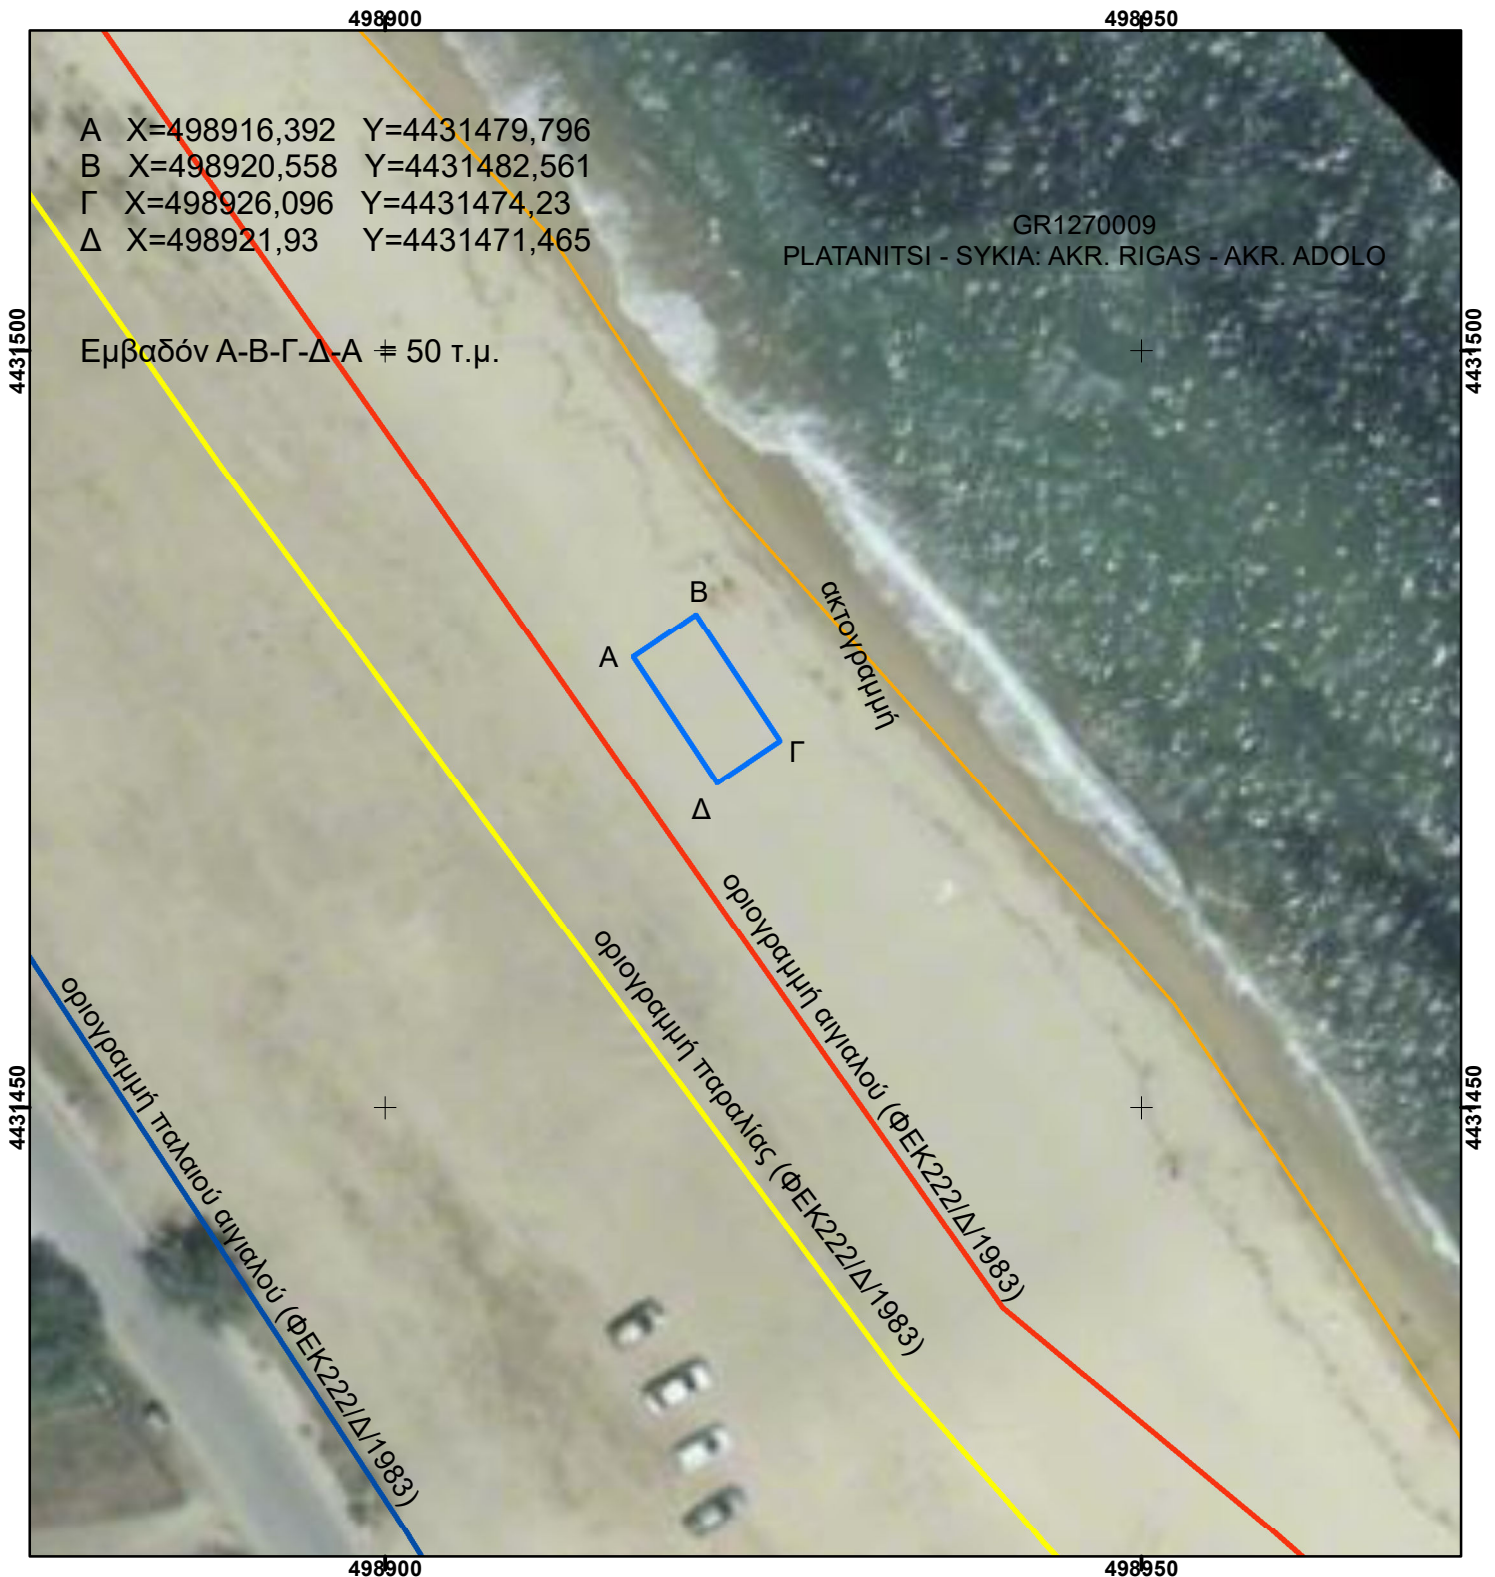 498900 498950
Α X=498916,392 Y=4431479,796
Β X=498920,558 Y=4431482,561
Γ X=498926,096 Y=4431474,23
Δ X=498921,93 Y=4431471,465
GR1270009
PLATANITSI - SYKIA: AKR. RIGAS - AKR. ADOLO
4431500
4431500
Εμβαδόν Α-Β-Γ-Δ-Α = 50 τ.μ.
Β
Α
Γ
Δ
ακτογραμμή
οριογραμμή αιγιαλού (ΦΕΚ222/Δ/1983)
οριογραμμή παραλίας (ΦΕΚ222/Δ/1983)
οριογραμμή παλαιού αιγιαλού (ΦΕΚ222/Δ/1983)
4431450
4431450
498900 498950